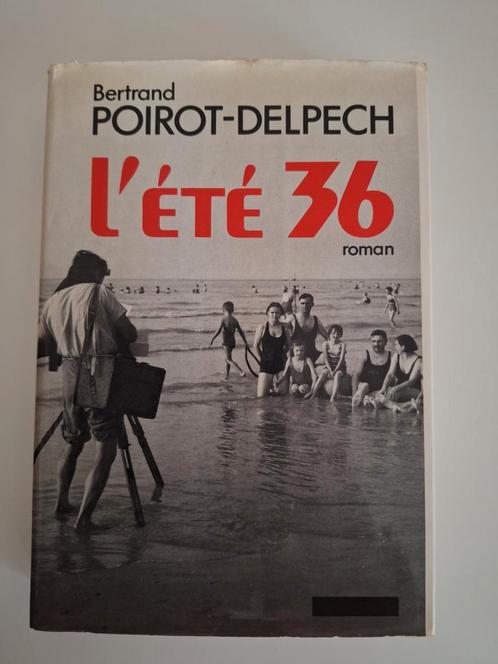 Bertrand
POIROT-DELPECH
L'ÉTÉ 36
roman